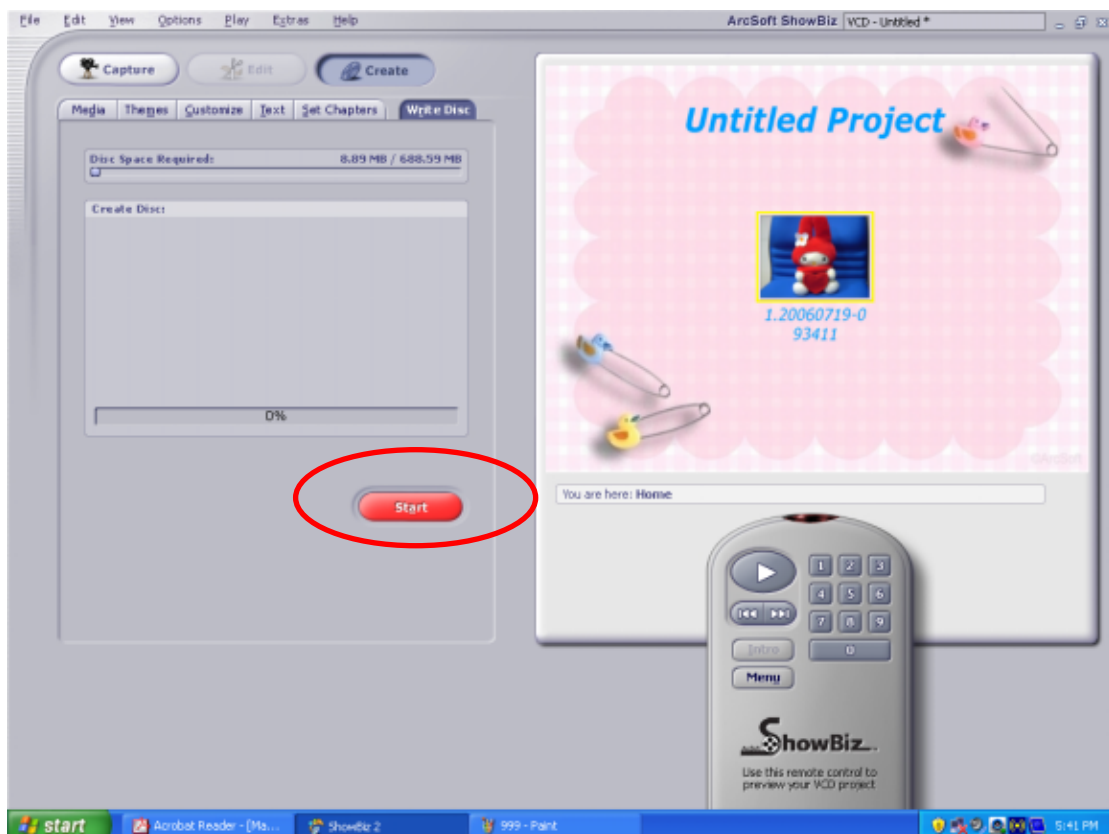 File Edit View Options Play Extras Help
ArcSoft ShowBiz VCD - Untitled *
Capture Edit Create
Media Themes Customize Text Set Chapters Write Disc
Disc Space Required: 8.89 MB / 688.59 MB
Create Disc:
0%
Start
Untitled Project
1.20060719-0
93411
©ArcSoft
You are here: Home
1 2 3
4 5 6
7 8 9
Intro 0
Menu
ShowBiz
Use this remote control to
preview your VCD project
start Acrobat Reader - [Ma... ShowBiz 2 999 - Paint 5:41 PM